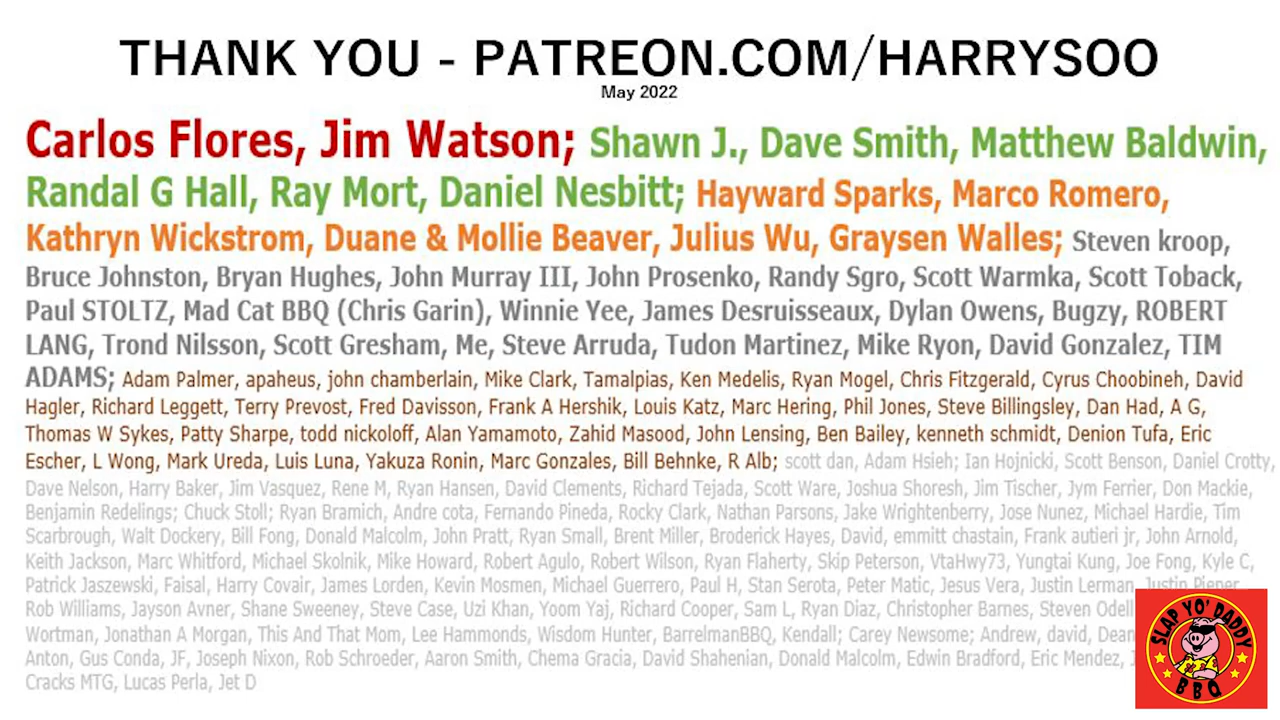 THANK YOU - PATREON.COM/HARRYSOO
May 2022
Carlos Flores, Jim Watson; Shawn J., Dave Smith, Matthew Baldwin,
Randal G Hall, Ray Mort, Daniel Nesbitt; Hayward Sparks, Marco Romero,
Kathryn Wickstrom, Duane & Mollie Beaver, Julius Wu, Graysen Walles; Steven kroop,
Bruce Johnston, Bryan Hughes, John Murray III, John Prosenko, Randy Sgro, Scott Warmka, Scott Toback,
Paul STOLTZ, Mad Cat BBQ (Chris Garin), Winnie Yee, James Desruisseaux, Dylan Owens, Bugzy, ROBERT
LANG, Trond Nilsson, Scott Gresham, Me, Steve Arruda, Tudon Martinez, Mike Ryon, David Gonzalez, TIM
ADAMS; Adam Palmer, apaheus, john chamberlain, Mike Clark, Tamalpias, Ken Medelis, Ryan Mogel, Chris Fitzgerald, Cyrus Choobineh, David
Hagler, Richard Leggett, Terry Prevost, Fred Davisson, Frank A Hershik, Louis Katz, Marc Hering, Phil Jones, Steve Billingsley, Dan Had, A G,
Thomas W Sykes, Patty Sharpe, todd nickoloff, Alan Yamamoto, Zahid Masood, John Lensing, Ben Bailey, kenneth schmidt, Denion Tufa, Eric
Escher, L Wong, Mark Ureda, Luis Luna, Yakuza Ronin, Marc Gonzales, Bill Behnke, R Alb; scott dan, Adam Hsieh; Ian Hojnicki, Scott Benson, Daniel Crotty,
Dave Nelson, Harry Baker, Jim Vasquez, Rene M, Ryan Hansen, David Clements, Richard Tejada, Scott Ware, Joshua Shoresh, Jim Tischer, Jym Ferrier, Don Mackie,
Benjamin Redelings; Chuck Stoll; Ryan Bramich, Andre cota, Fernando Pineda, Rocky Clark, Nathan Parsons, Jake Wrightenberry, Jose Nunez, Michael Hardie, Tim
Scarbrough, Walt Dockery, Bill Fong, Donald Malcolm, John Pratt, Ryan Small, Brent Miller, Broderick Hayes, David, emmitt chastain, Frank autieri jr, John Arnold,
Keith Jackson, Marc Whitford, Michael Skolnik, Mike Howard, Robert Agulo, Robert Wilson, Ryan Flaherty, Skip Peterson, VtaHwy73, Yungtai Kung, Joe Fong, Kyle C,
Patrick Jaszewski, Faisal, Harry Covair, James Lorden, Kevin Mosmen, Michael Guerrero, Paul H, Stan Serota, Peter Matic, Jesus Vera, Justin Lerman, Justin
Rob Williams, Jayson Avner, Shane Sweeney, Steve Case, Uzi Khan, Yoom Yaj, Richard Cooper, Sam L, Ryan Diaz, Christopher Barnes, Steven Odell
Wortman, Jonathan A Morgan, This And That Mom, Lee Hammonds, Wisdom Hunter, BarrelmanBBQ, Kendall; Carey Newsome; Andrew, david, Dean
Anton, Gus Conda, JF, Joseph Nixon, Rob Schroeder, Aaron Smith, Chema Gracia, David Shahenian, Donald Malcolm, Edwin Bradford, Eric Mendez,
Cracks MTG, Lucas Perla, Jet D
SLAP YO' DADDY
BBQ